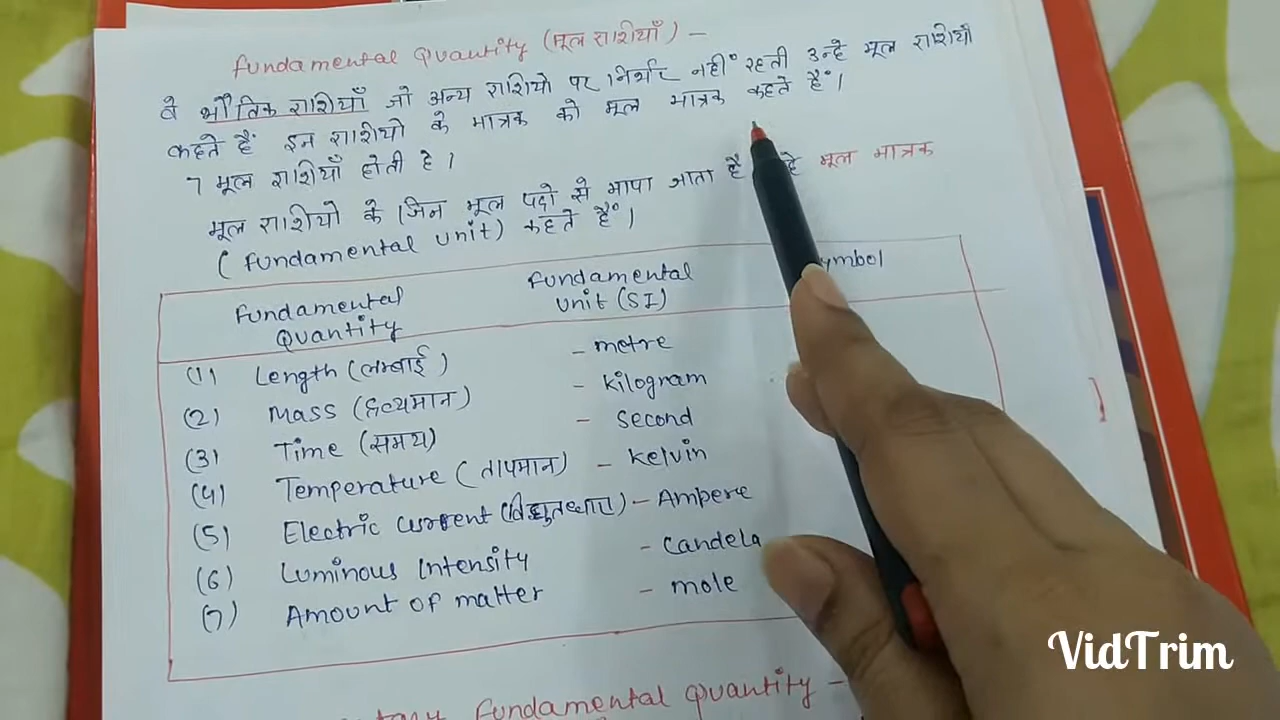 Fundamental Quantity (मूल राशियाँ) -
वे भौतिक राशियाँ जो अन्य राशियो पर निर्भर नहीं रहती उन्हे मूल राशियाँ
कहते हैं इन राशियो के मात्रक को मूल मात्रक कहते हैं।
7 मूल राशियाँ होती है।
मूल राशियो के जिन मूल पदो से मापा जाता है हे मूल मात्रक
(Fundamental unit) कहते हैं।
Fundamental Quantity Fundamental Unit (SI) ymbol
(1) Length (लम्बाई) - metre
(2) Mass (द्रव्यमान) - Kilogram
(3) Time (समय) - Second
(4) Temperature (तापमान) - Kelvin
(5) Electric Current (विद्युतधारा) - Ampere
(6) Luminous Intensity - Candela
(7) Amount of matter - mole
Fundamental Quantity -
VidTrim